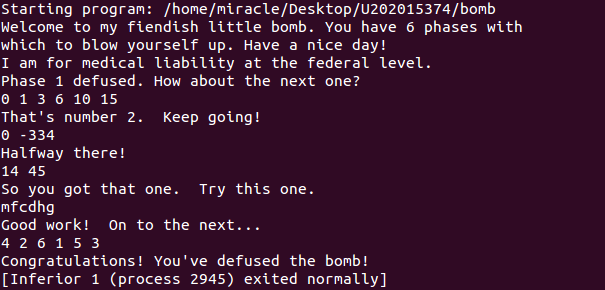 Starting program: /home/miracle/Desktop/U202015374/bomb
Welcome to my fiendish little bomb. You have 6 phases with
which to blow yourself up. Have a nice day!
I am for medical liability at the federal level.
Phase 1 defused. How about the next one?
0 1 3 6 10 15
That's number 2.  Keep going!
0 -334
Halfway there!
14 45
So you got that one.  Try this one.
mfcdhg
Good work!  On to the next...
4 2 6 1 5 3
Congratulations! You've defused the bomb!
[Inferior 1 (process 2945) exited normally]